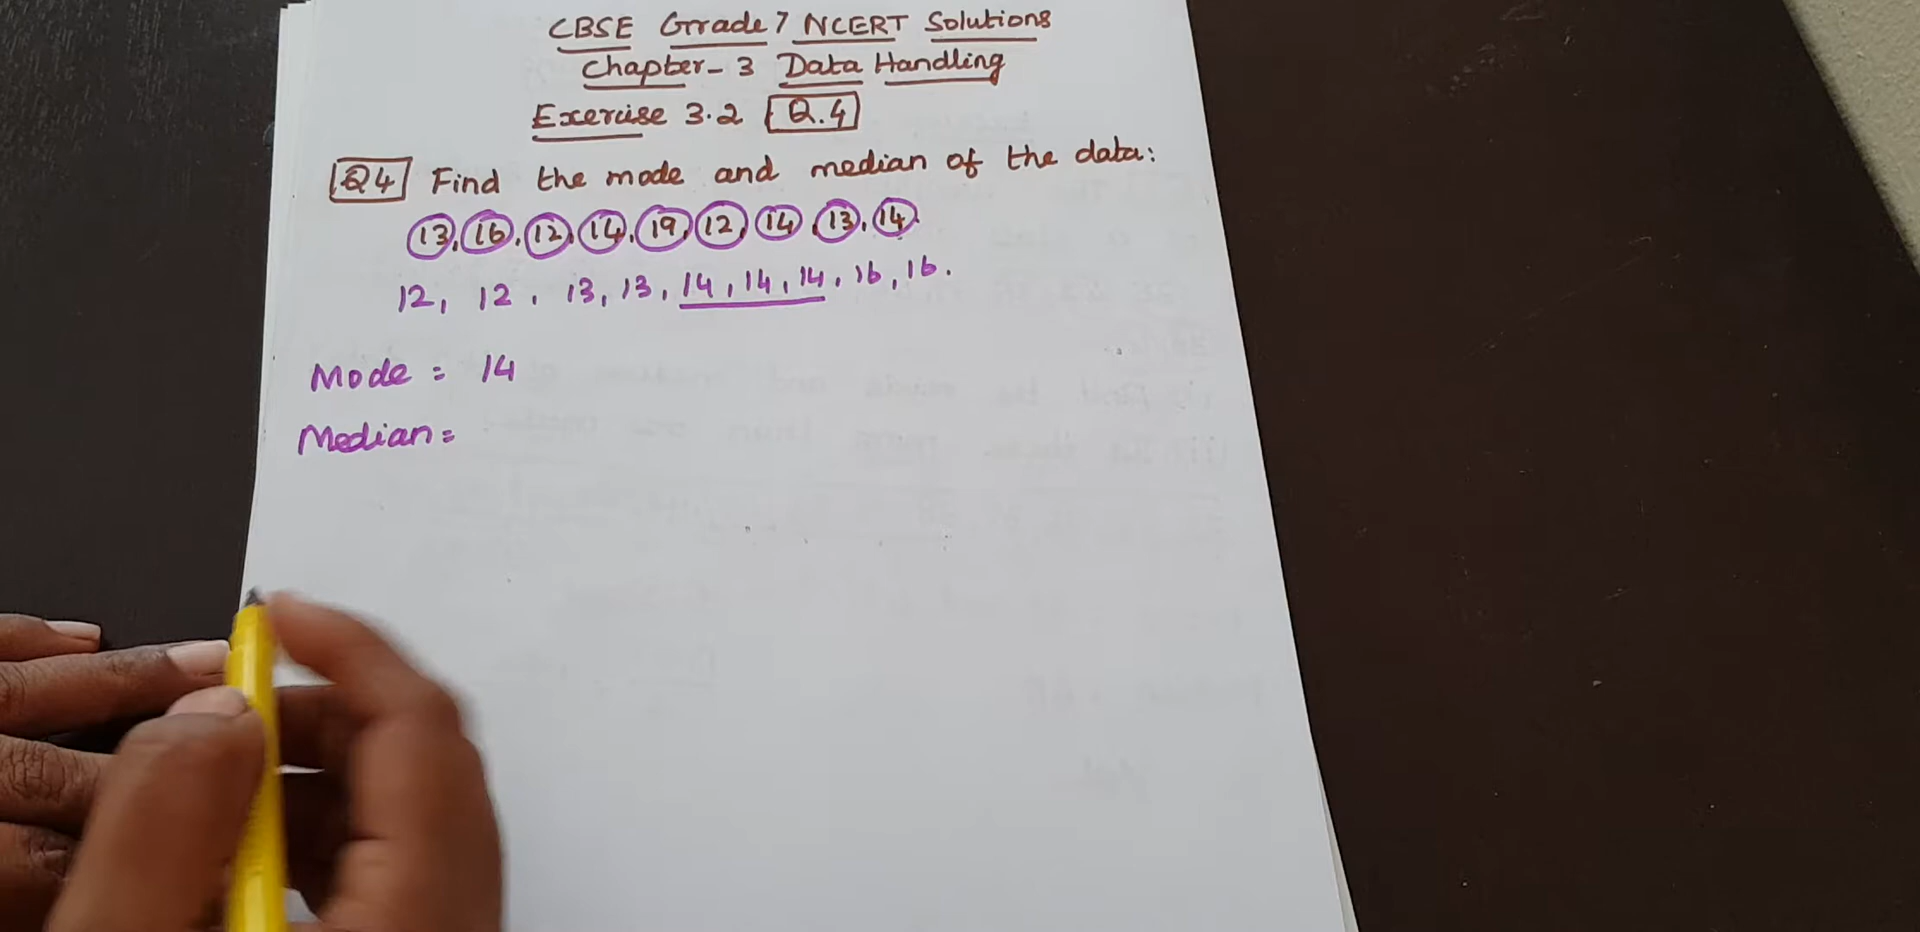 CBSE Grade 7 NCERT Solutions
Chapter - 3 Data Handling
Exercise 3.2 Q.4
Q4 Find the mode and median of the data:
13, 16, 12, 14, 19, 12, 14, 13, 14.
12, 12, 13, 13, 14, 14, 14, 16, 16.
Mode = 14
Median =